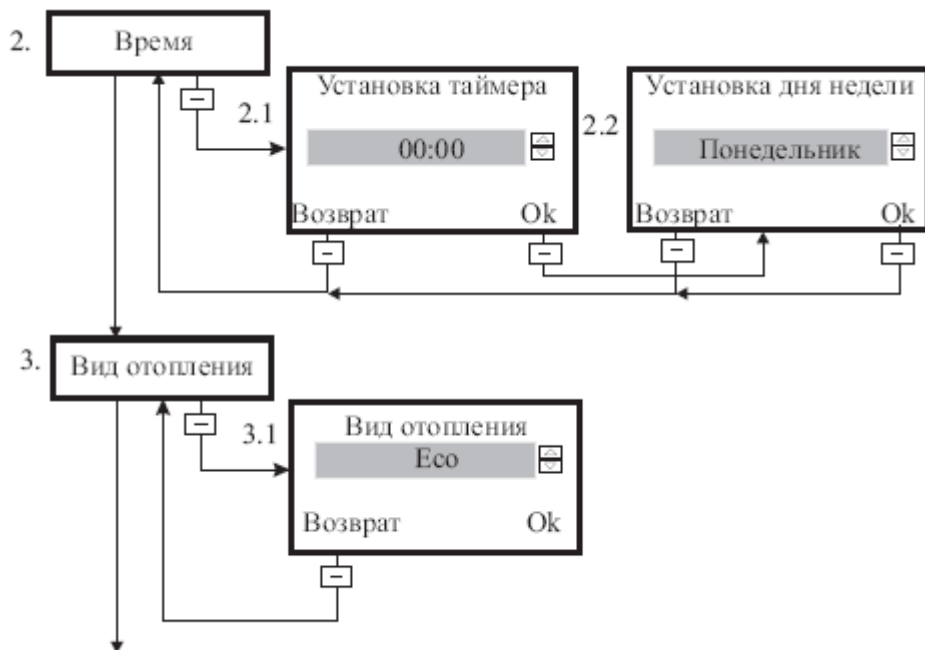 2.
Время
2.1
Установка таймера
00:00
Возврат Ok
2.2
Установка дня недели
Понедельник
Возврат Ok
3.
Вид отопления
3.1
Вид отопления
Eco
Возврат Ok